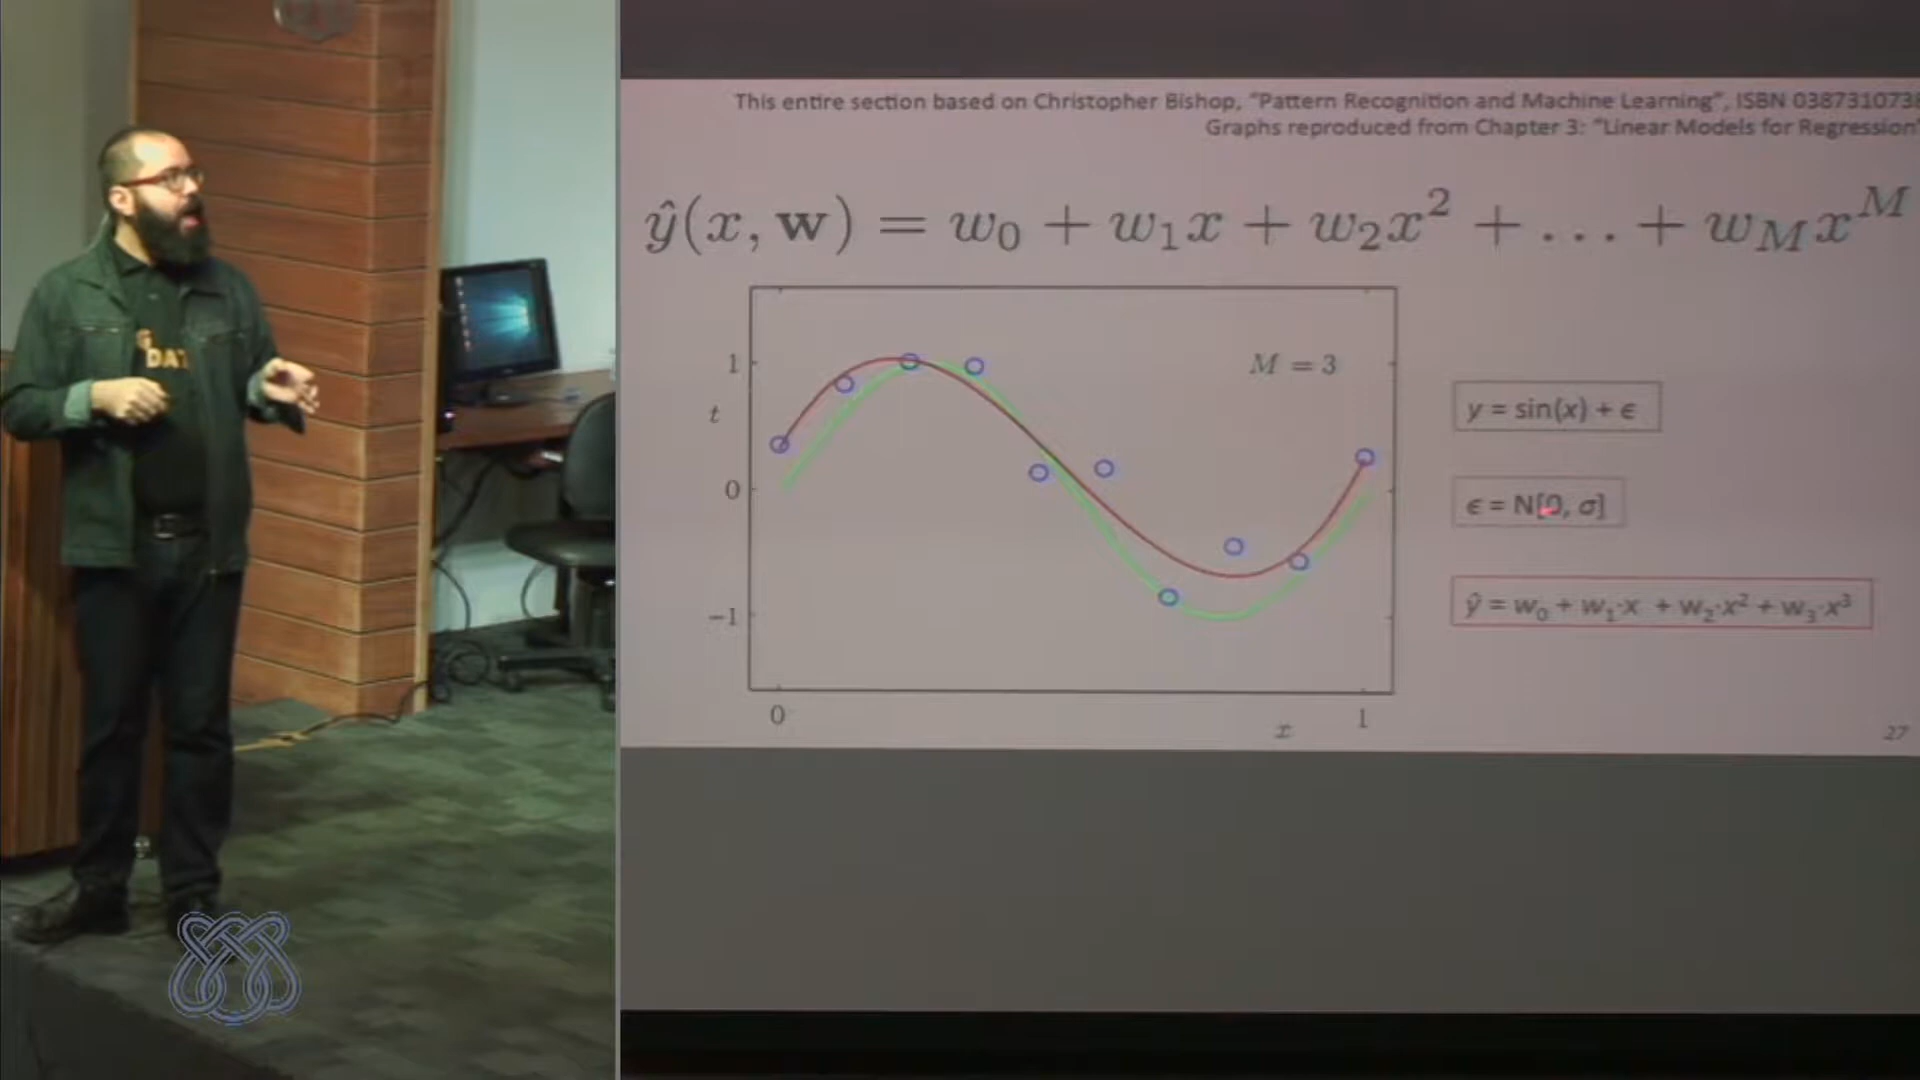 This entire section based on Christopher Bishop, "Pattern Recognition and Machine Learning", ISBN 0387310738
Graphs reproduced from Chapter 3: "Linear Models for Regression"
ŷ(x, w) = w₀ + w₁x + w₂x² + . . . + w_M x^M
M = 3
1
t
0
−1
0
x
1
y = sin(x) + ϵ
ϵ = N[0, σ]
ŷ = w₀ + w₁·x + w₂·x² + w₃·x³
27
DAT